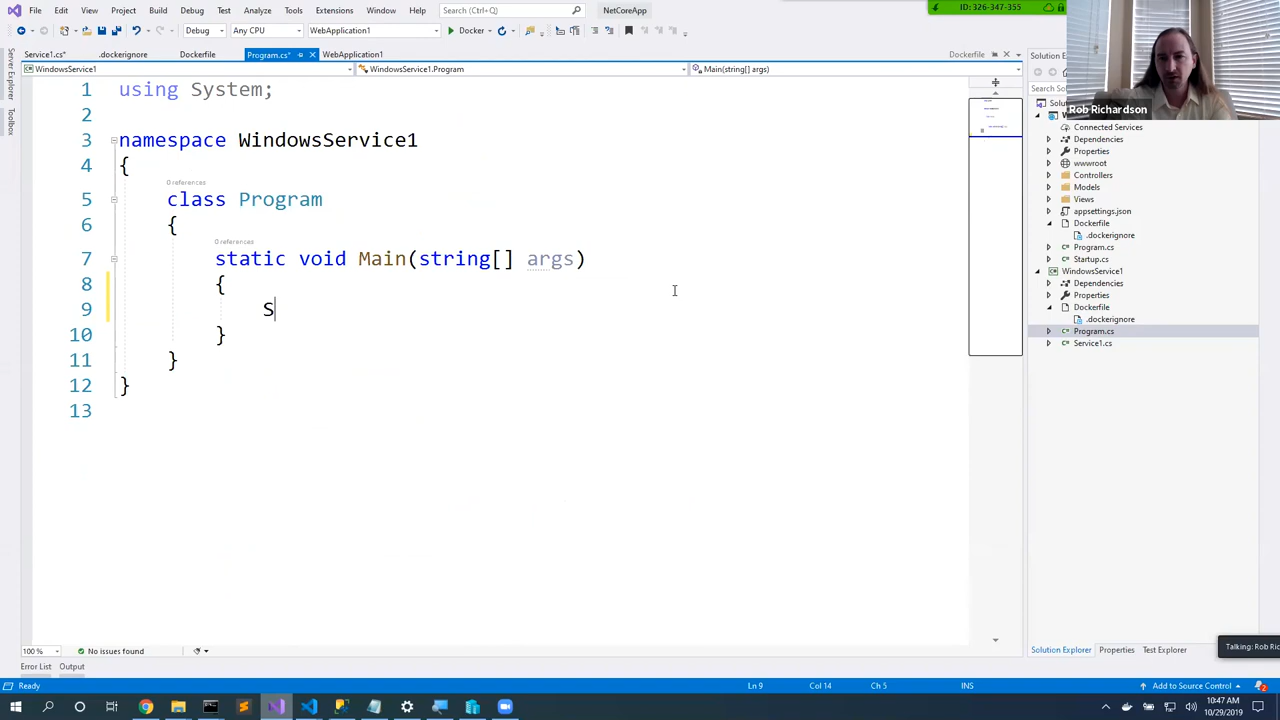 File Edit View Project Build Debug Test Analyze Tools Extensions Window Help Search (Ctrl+Q) NetCoreApp
ID: 326-347-355
Debug Any CPU WebApplication1 Docker
Service1.cs* .dockerignore Dockerfile Program.cs* WebApplication1 Dockerfile
WindowsService1 WindowsService1.Program Main(string[] args)
Rob Richardson
1 using System;
2
3 namespace WindowsService1
4 {
0 references
5 class Program
6 {
0 references
7 static void Main(string[] args)
8 {
9 S
10 }
11 }
12 }
13
Connected Services
Dependencies
Properties
wwwroot
Controllers
Models
Views
appsettings.json
Dockerfile
.dockerignore
Program.cs
Startup.cs
WindowsService1
Dependencies
Properties
Dockerfile
.dockerignore
Program.cs
Service1.cs
100 % No issues found
Solution Explorer Properties Test Explorer
Talking: Rob Ric
Error List Output
Ready Ln 9 Col 14 Ch 5 INS Add to Source Control 2
10:47 AM
10/29/2019